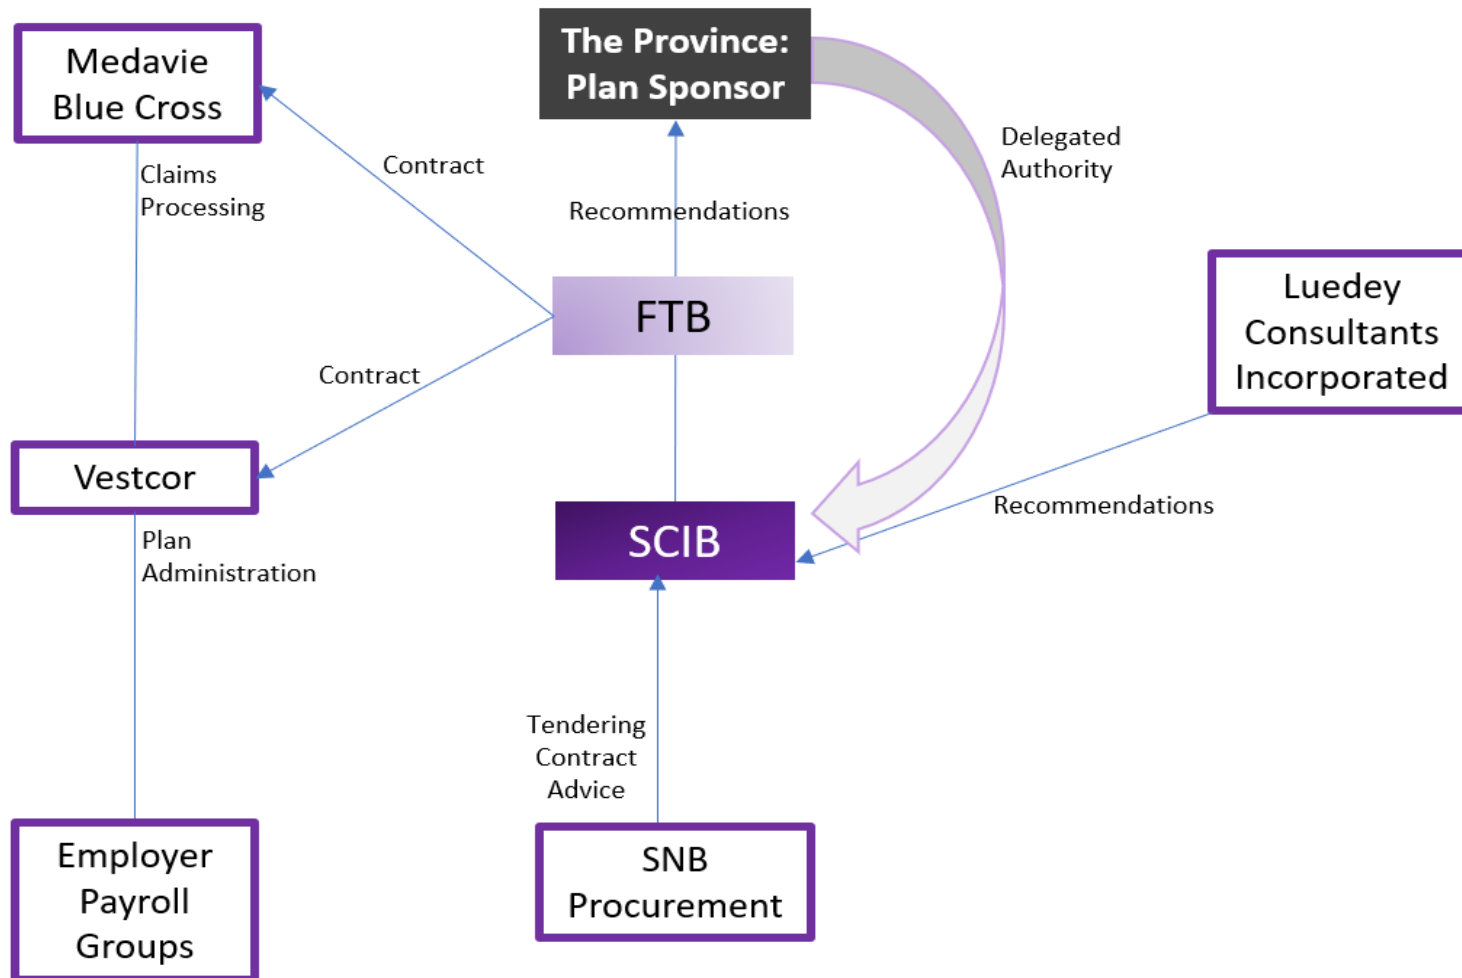 Medavie
Blue Cross
The Province:
Plan Sponsor
Delegated
Authority
Claims
Processing
Contract
Recommendations
FTB
Luedey
Consultants
Incorporated
Contract
Vestcor
Plan
Administration
SCIB
Recommendations
Tendering
Contract
Advice
Employer
Payroll
Groups
SNB
Procurement